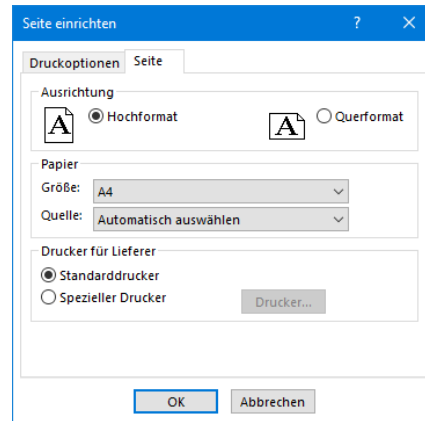 Seite einrichten ? ×
Druckoptionen Seite
Ausrichtung
A Hochformat A Querformat
Papier
Größe: A4
Quelle: Automatisch auswählen
Drucker für Lieferer
Standarddrucker
Spezieller Drucker Drucker...
OK Abbrechen